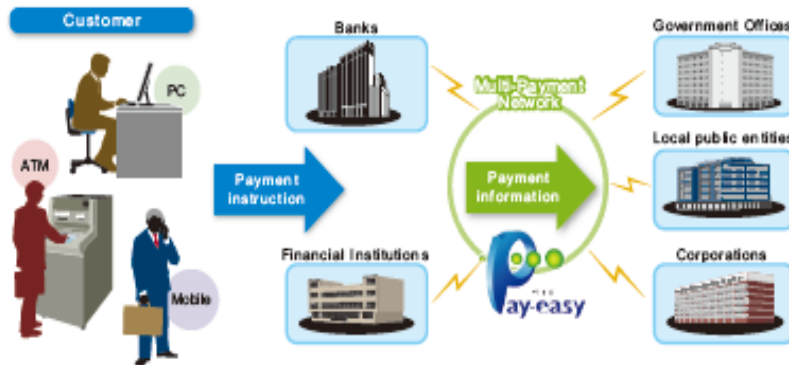 Customer
PC
ATM
Mobile
Payment
instruction
Banks
Financial Institutions
Multi-Payment
Network
Payment
information
Pay-easy
Government Offices
Local public entities
Corporations